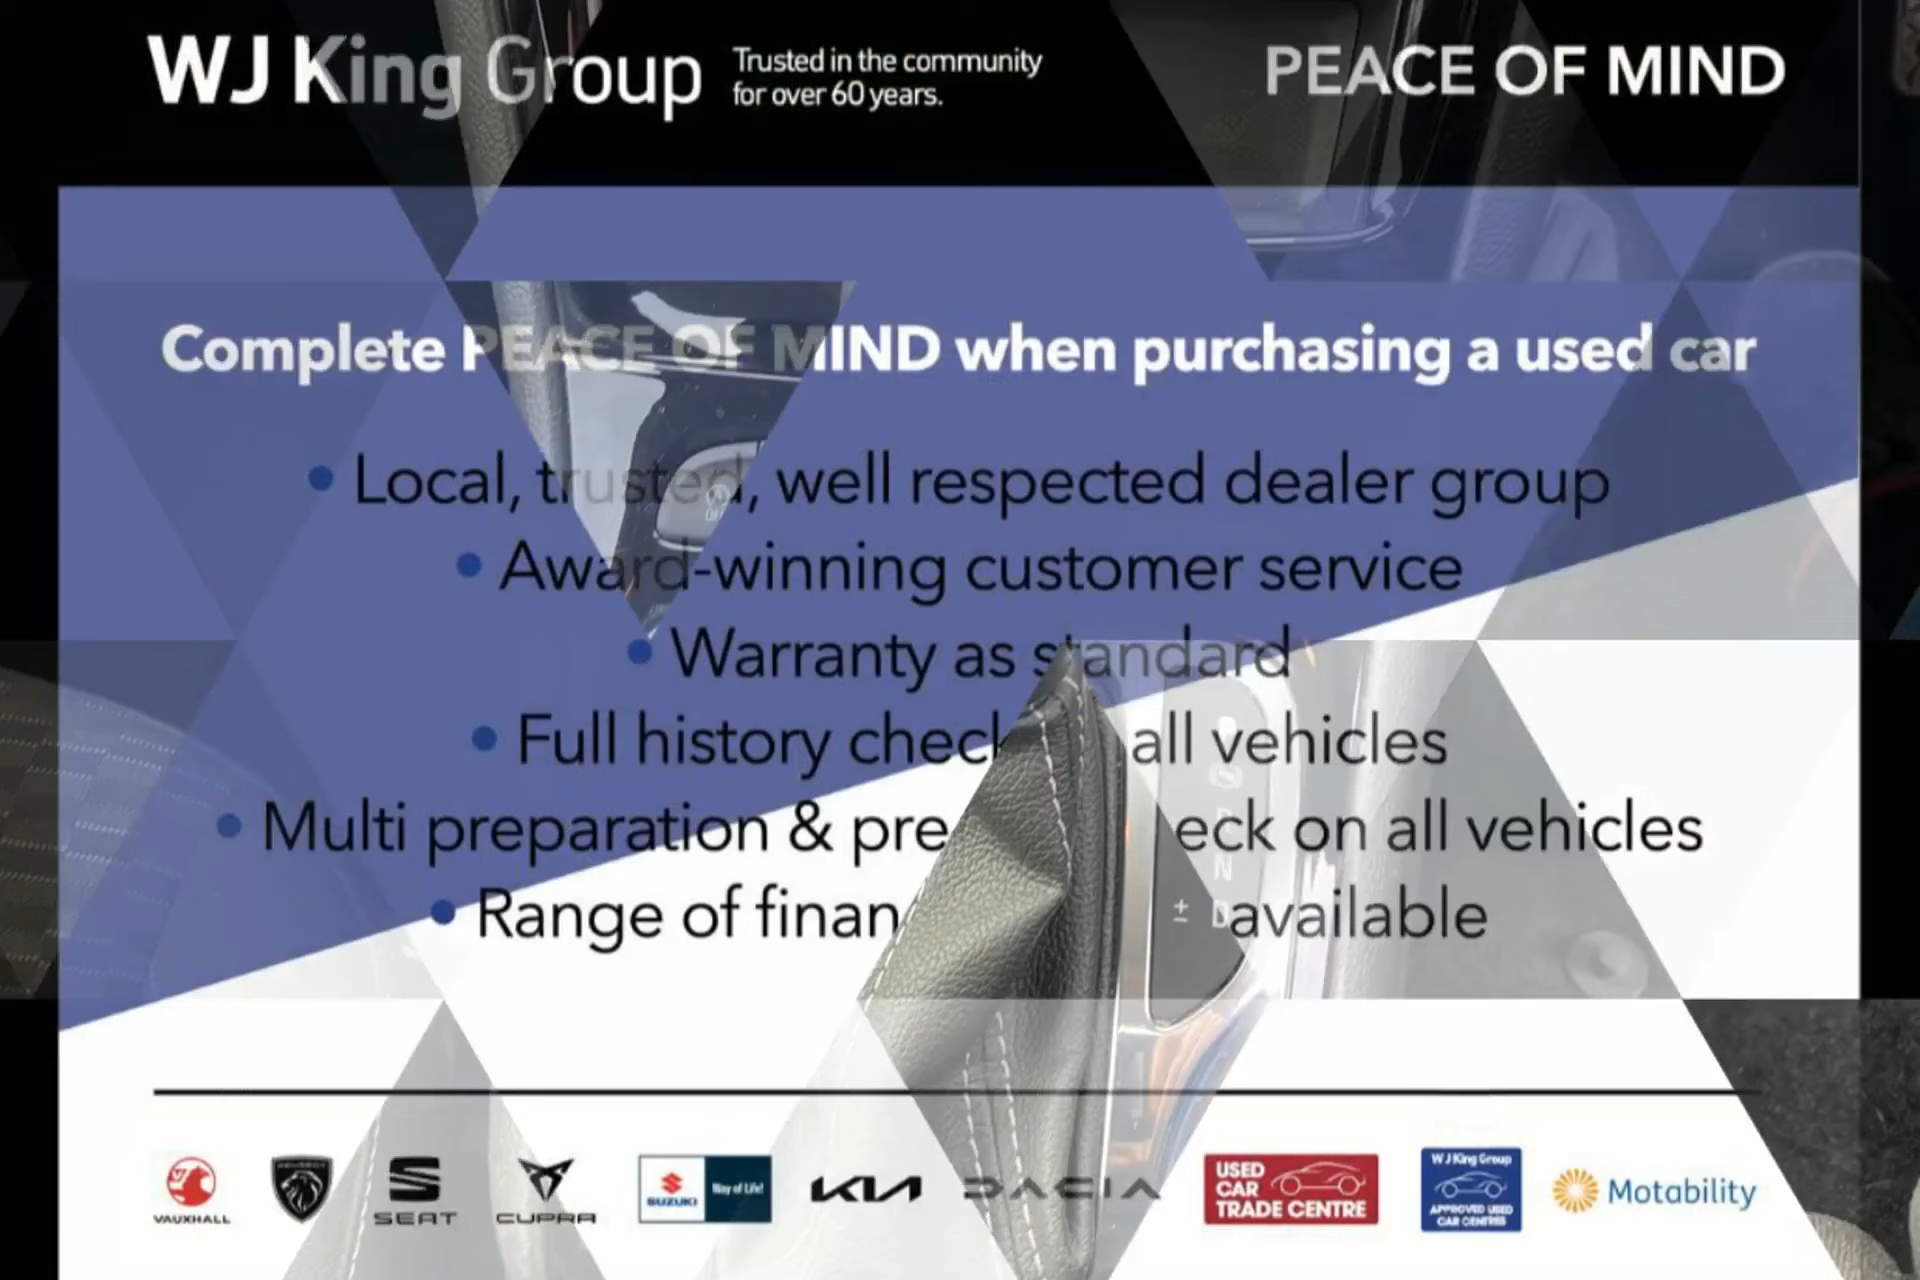 WJ King Group
Trusted in the community
for over 60 years.
PEACE OF MIND
Complete PEACE OF MIND when purchasing a used car
• Local, trusted, well respected dealer group
• Award-winning customer service
• Warranty as standard
• Full history check all vehicles
• Multi preparation & pre eck on all vehicles
• Range of finan available
N
± D
VAUXHALL
PEUGEOT
SEAT
CUPRA
SUZUKI
Way of Life!
KIA
DACIA
USED
CAR
TRADE CENTRE
WJ King Group
APPROVED USED
CAR CENTRES
Motability